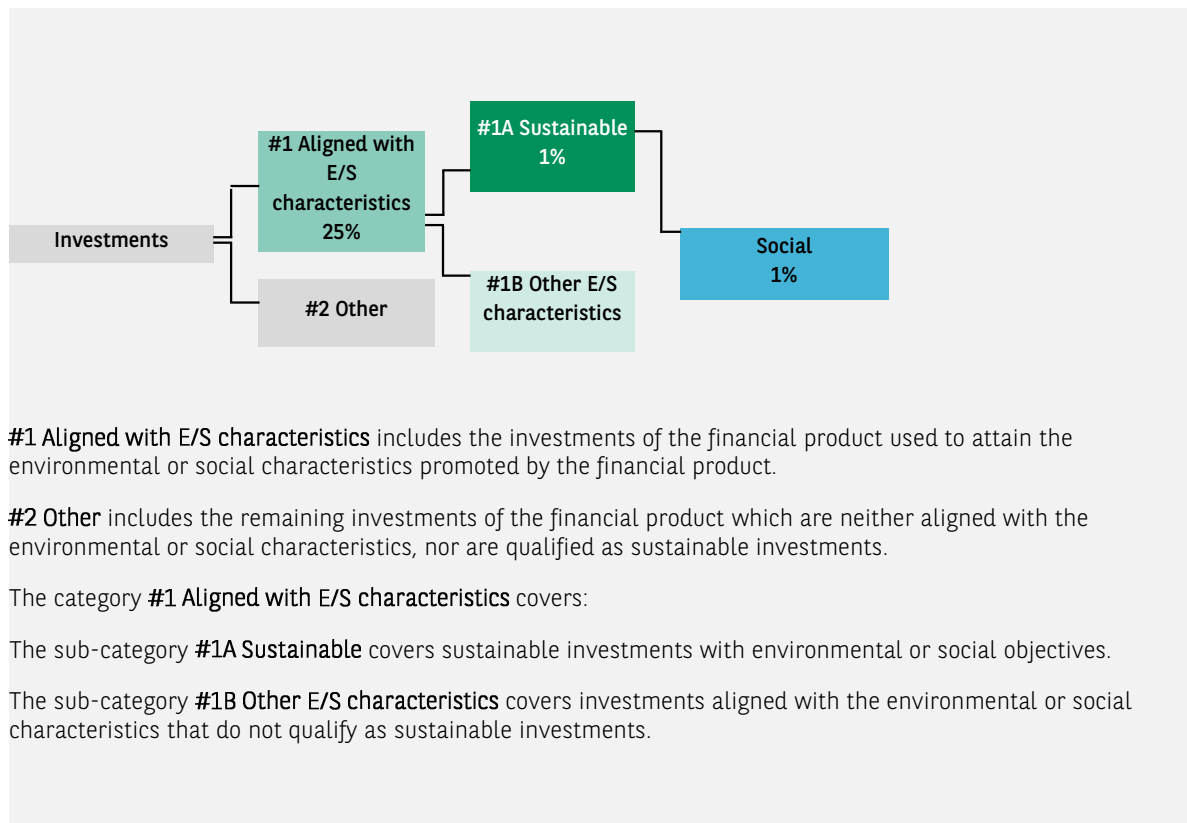 #1A Sustainable
1%
#1 Aligned with
E/S
characteristics
25%
Investments
Social
1%
#1B Other E/S
characteristics
#2 Other
#1 Aligned with E/S characteristics includes the investments of the financial product used to attain the
environmental or social characteristics promoted by the financial product.
#2 Other includes the remaining investments of the financial product which are neither aligned with the
environmental or social characteristics, nor are qualified as sustainable investments.
The category #1 Aligned with E/S characteristics covers:
The sub-category #1A Sustainable covers sustainable investments with environmental or social objectives.
The sub-category #1B Other E/S characteristics covers investments aligned with the environmental or social
characteristics that do not qualify as sustainable investments.